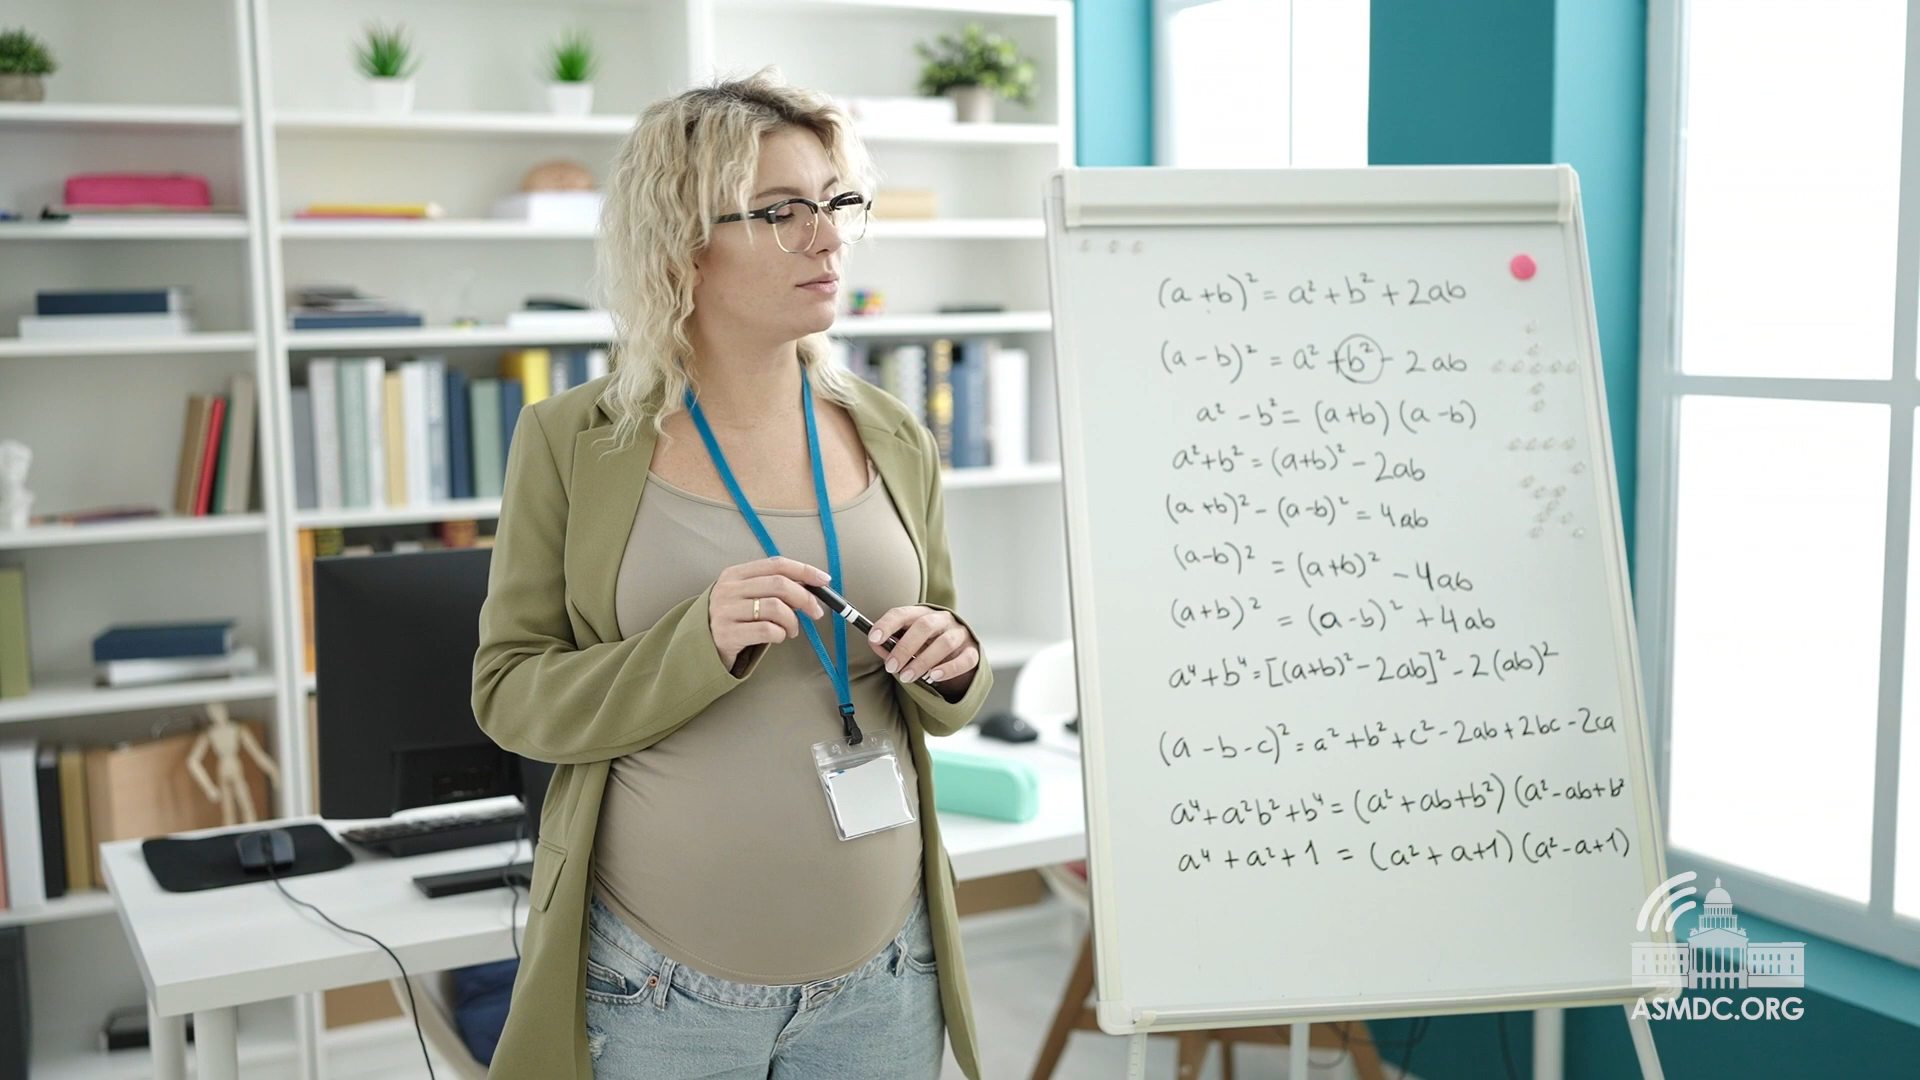 (a+b)² = a² + b² + 2ab
(a - b)² = a² + b² - 2ab
a² - b² = (a+b) (a-b)
a²+b² = (a+b)² - 2ab
(a+b)² - (a-b)² = 4ab
(a-b)² = (a+b)² - 4ab
(a+b)² = (a-b)² + 4ab
a⁴+b⁴ = [(a+b)² - 2ab]² - 2(ab)²
(a - b - c)² = a² + b² + c² - 2ab + 2bc - 2ca
a⁴+a²b²+b⁴ = (a²+ab+b²) (a²-ab+b²
a⁴ + a² + 1 = (a²+a+1) (a²-a+1)
ASMDC.ORG